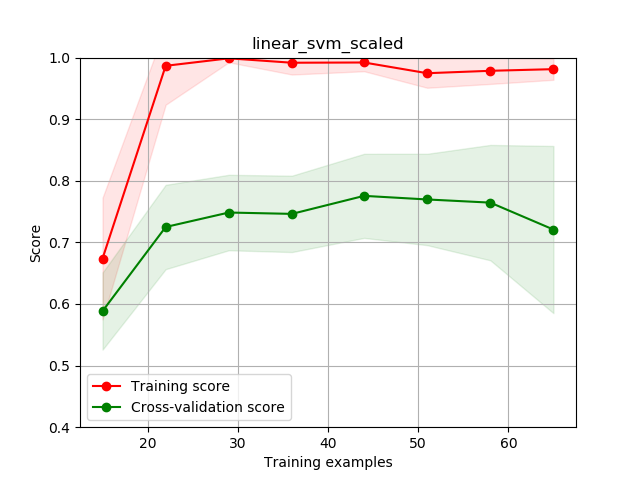 linear_svm_scaled
1.0
0.9
0.8
0.7
0.6
0.5
0.4
Score
Training score
Cross-validation score
20 30 40 50 60
Training examples